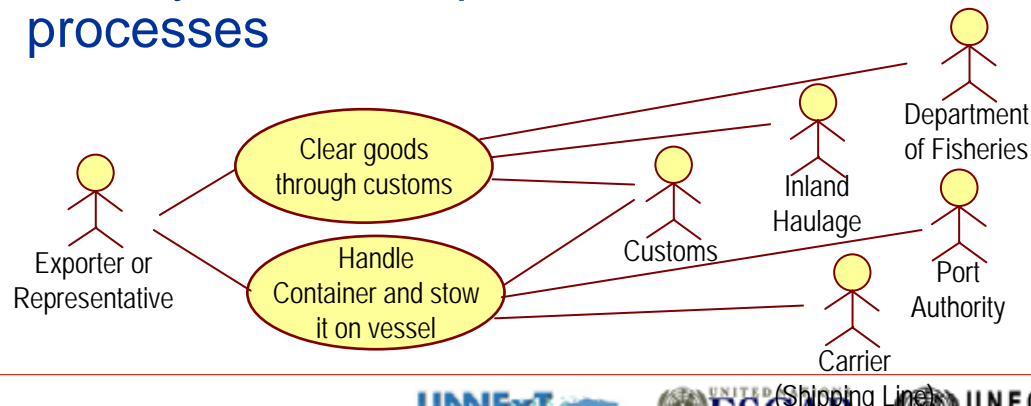 processes
Department
of Fisheries
Clear goods
through customs
Inland
Haulage
Customs
Exporter or
Representative
Handle
Container and stow
it on vessel
Port
Authority
Carrier
(Shipping Line)